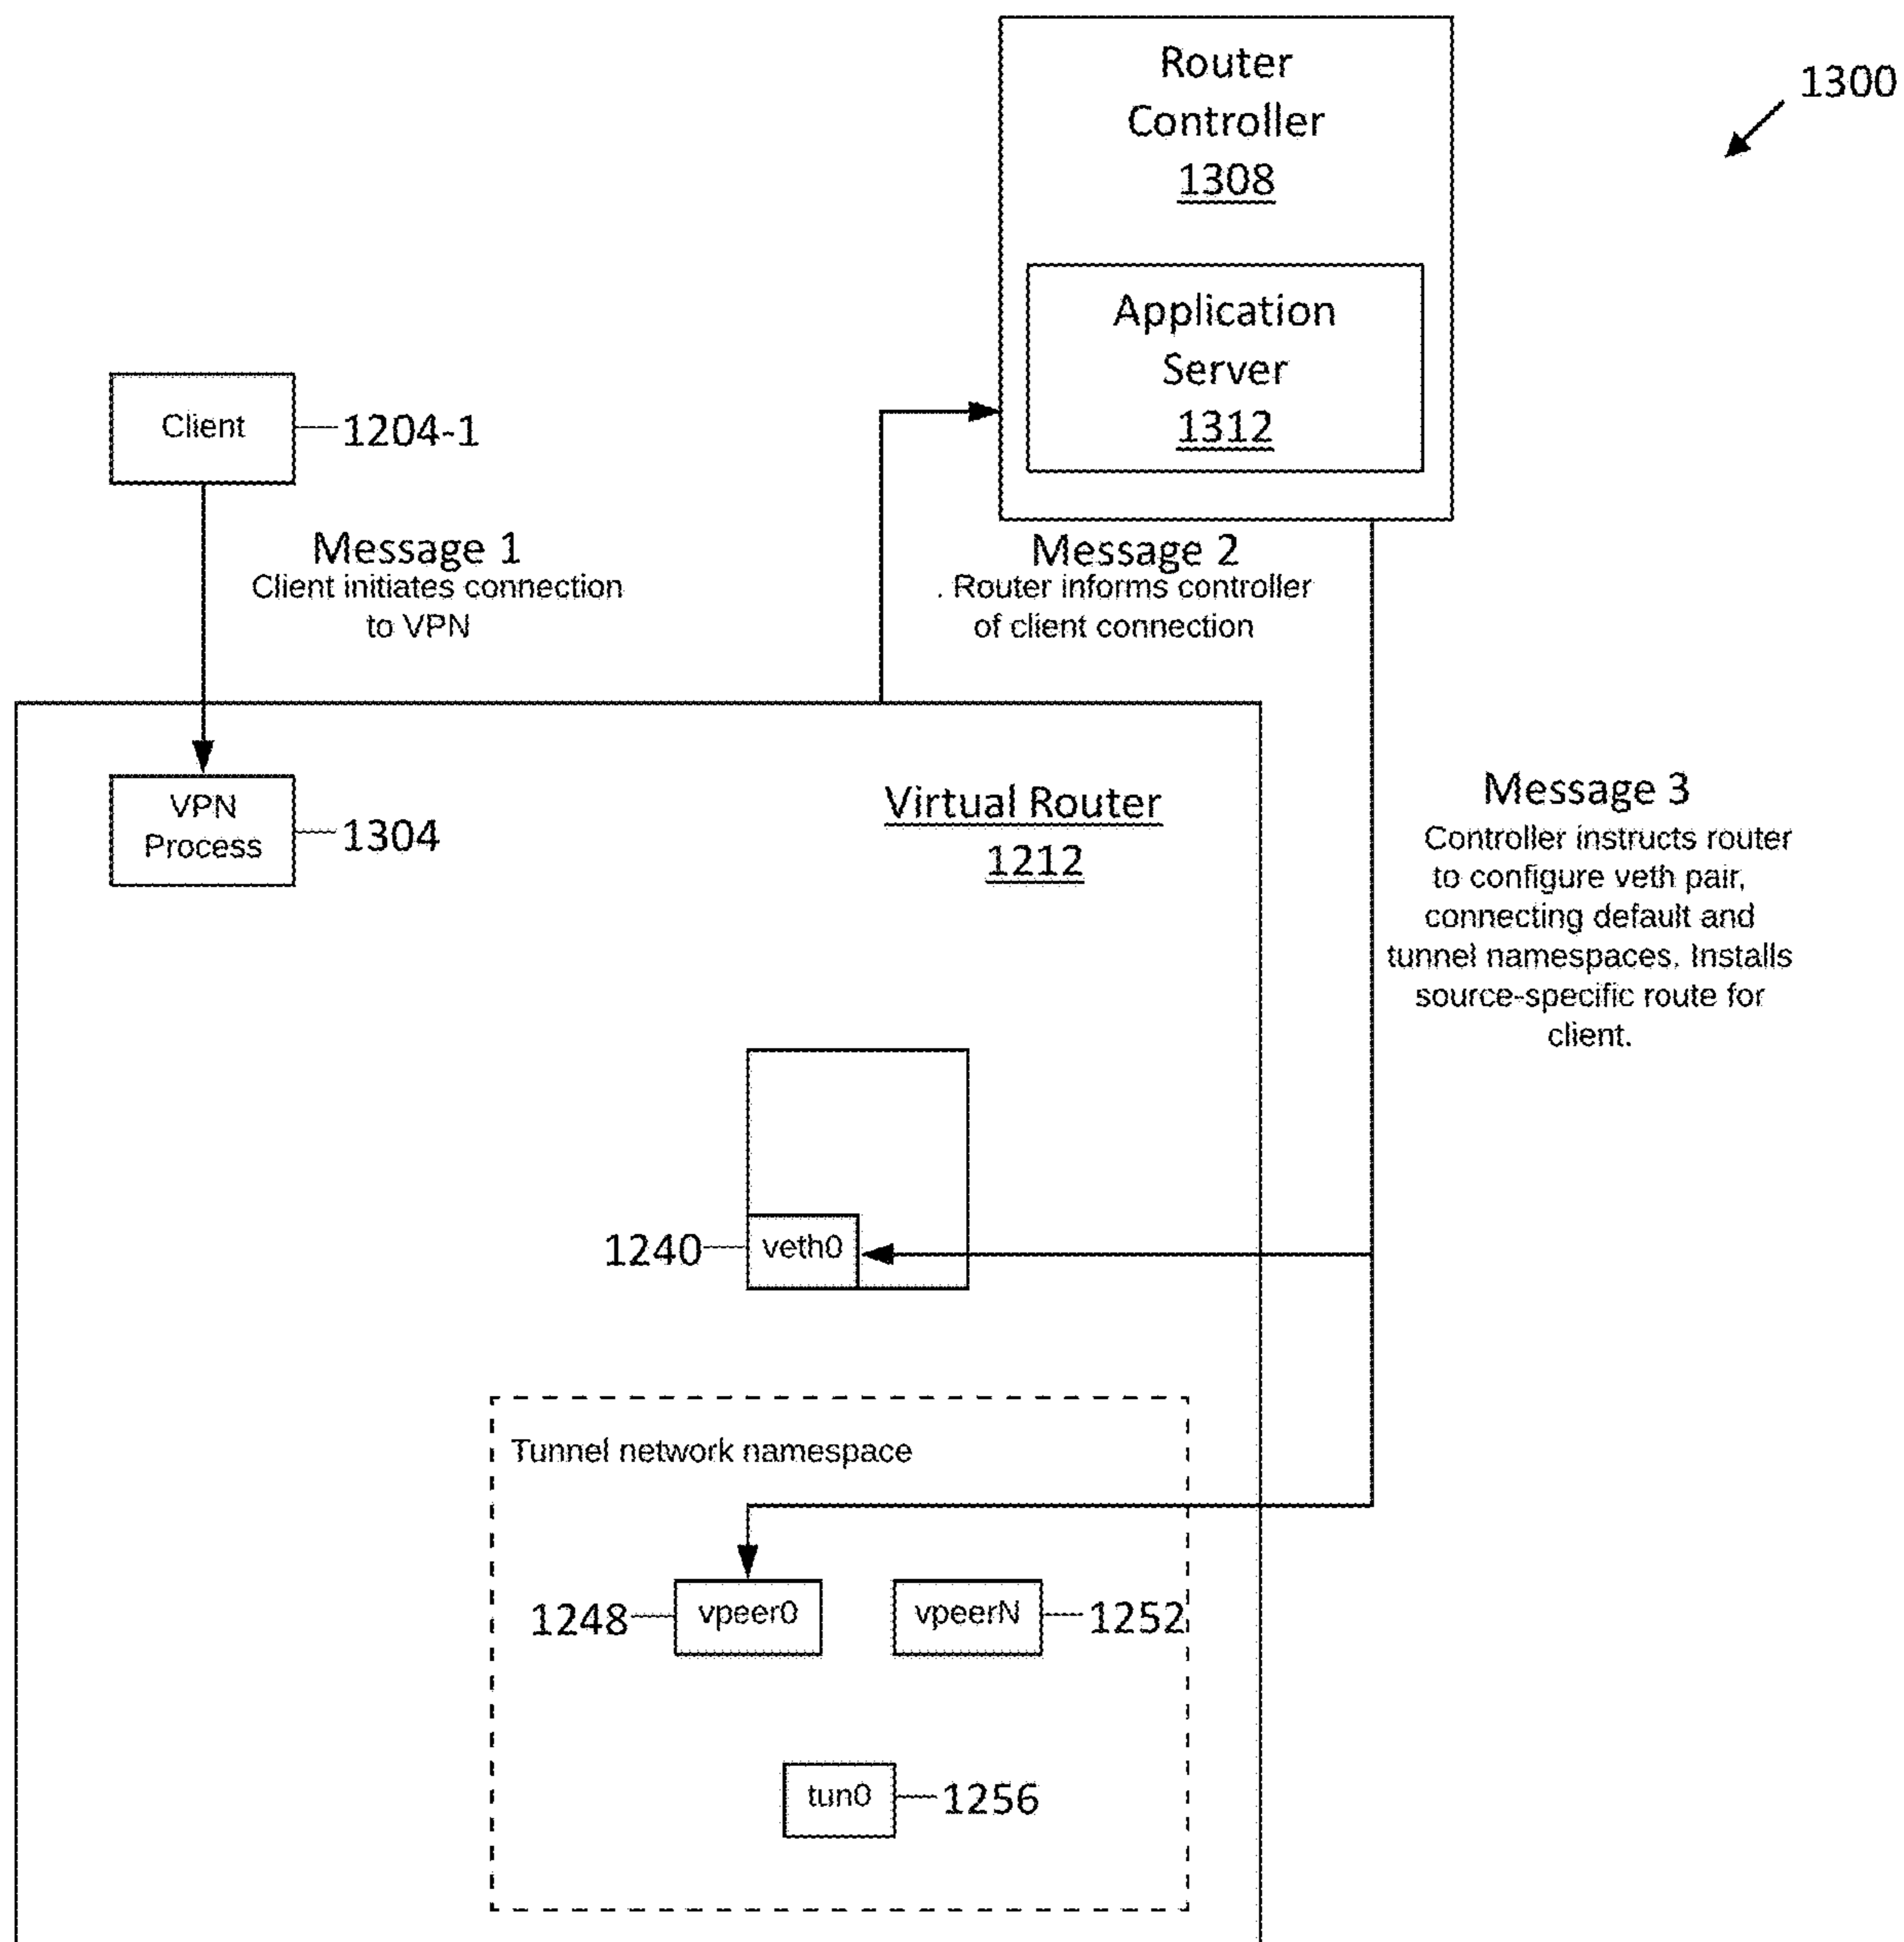 Router
Controller
1308
1300
Application
Server
1312
Client
1204-1
Message 1
Client initiates connection
to VPN
Message 2
. Router informs controller
of client connection
VPN
Process
1304
Virtual Router
1212
Message 3
Controller instructs router
to configure veth pair,
connecting default and
tunnel namespaces. Installs
source-specific route for
client.
1240
veth0
Tunnel network namespace
1248
vpeer0
vpeerN
1252
tun0
1256